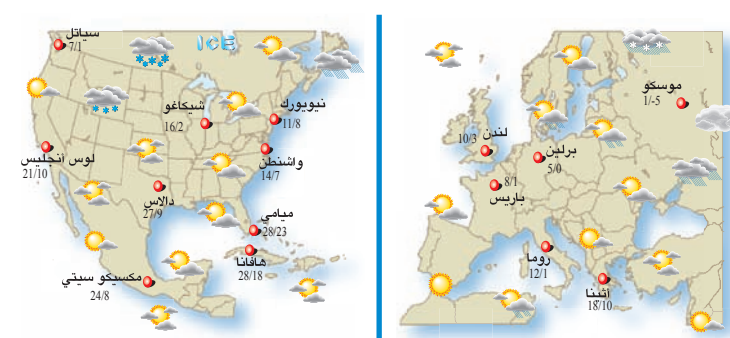 سياتل
7/1
ICE
شيكاغو
16/2
نيويورك
11/8
واشنطن
14/7
لوس أنجليس
21/10
دالاس
27/9
ميامي
28/23
هافانا
28/18
مكسيكو سيتي
24/8
موسكو
1/-5
لندن
10/3
برلين
5/0
8/1
باريس
روما
12/1
أثينا
18/10